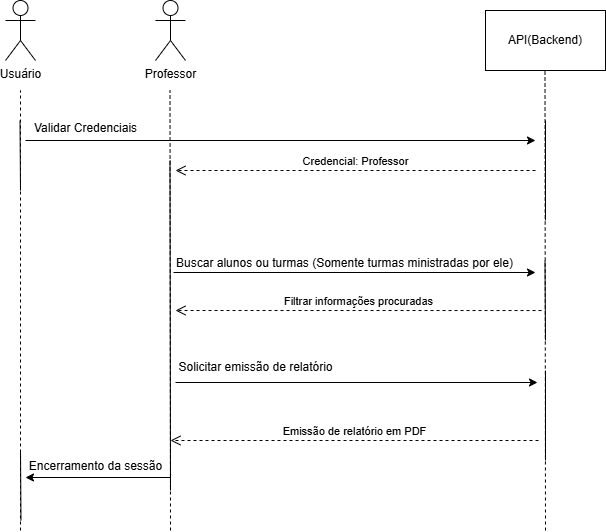 Usuário
Professor
API(Backend)
Validar Credenciais
Credencial: Professor
Buscar alunos ou turmas (Somente turmas ministradas por ele)
Filtrar informações procuradas
Solicitar emissão de relatório
Emissão de relatório em PDF
Encerramento da sessão